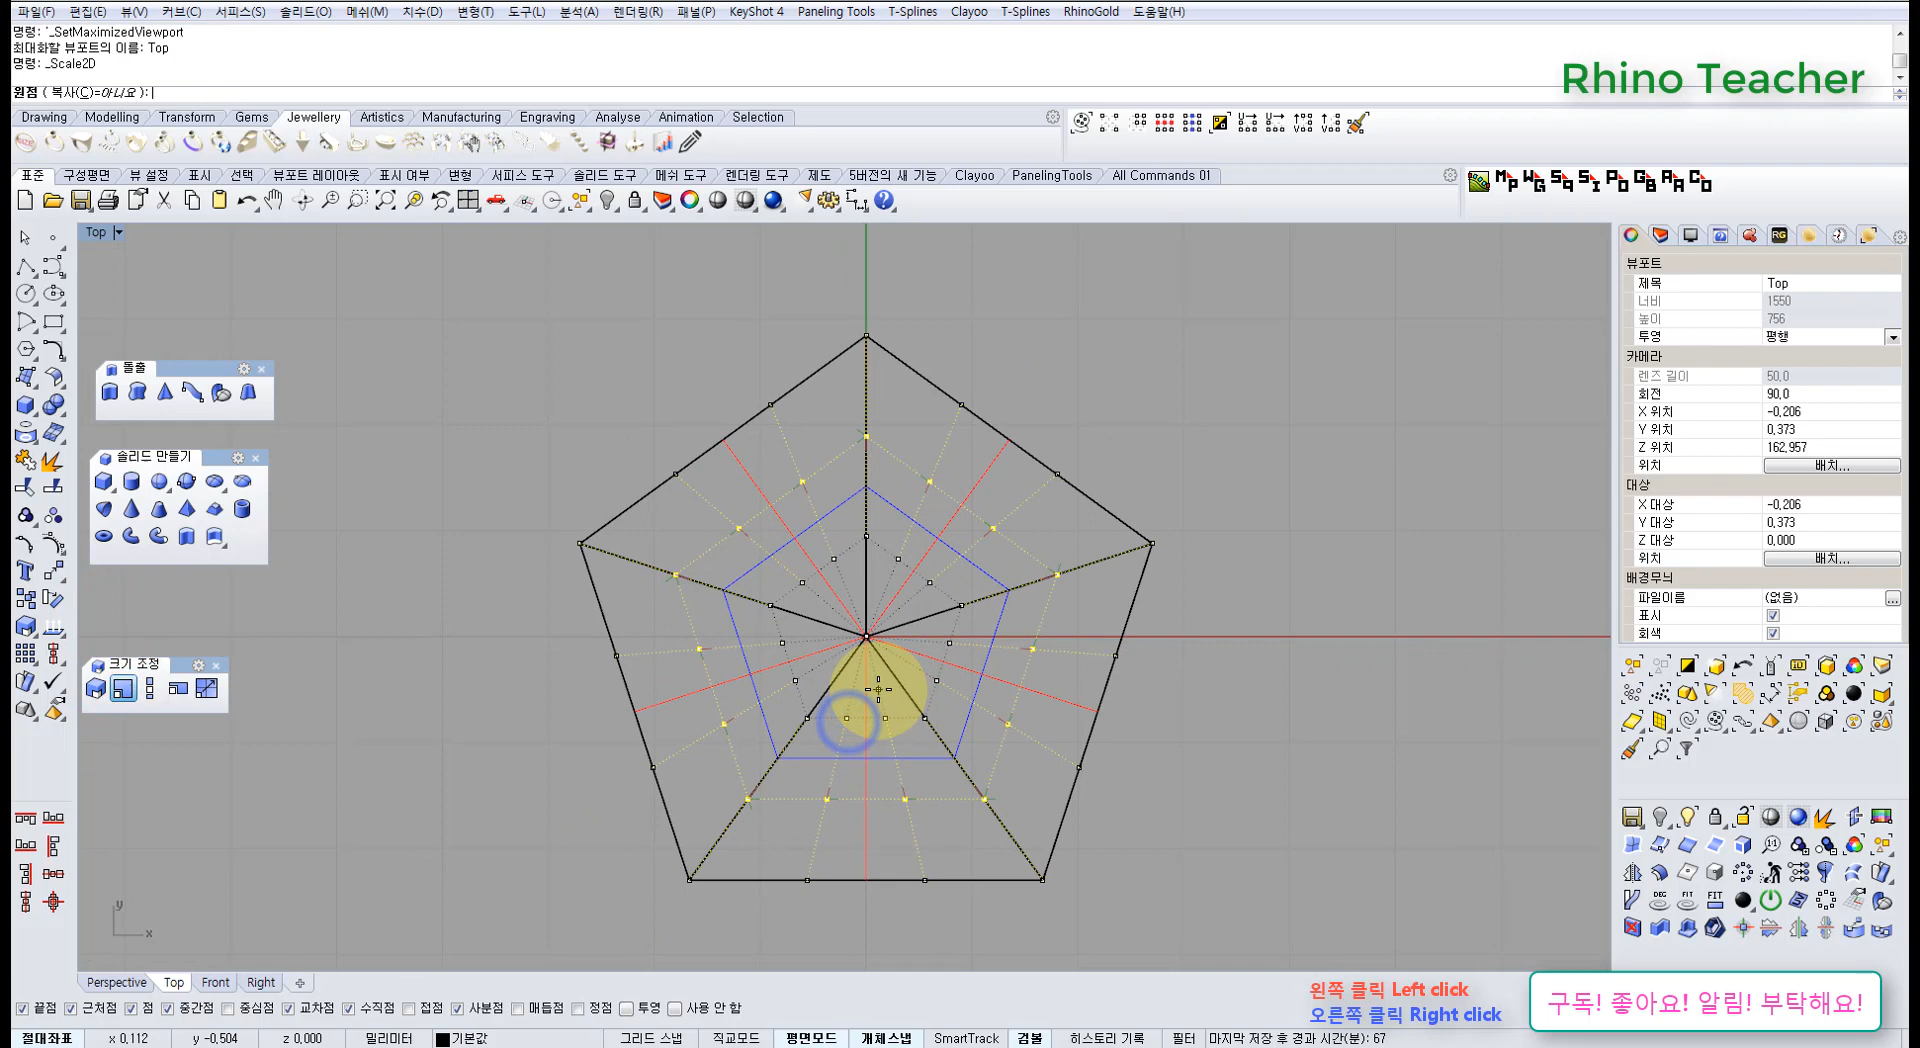 파일(F) 편집(E) 뷰(V) 커브(C) 서피스(S) 솔리드(O) 메쉬(M) 치수(D) 변형(T) 도구(L) 분석(A) 렌더링(R) 패널(P) KeyShot 4 Paneling Tools T-Splines Clayoo T-Splines RhinoGold 도움말(H)
명령: '_SetMaximizedViewport
최대화할 뷰포트의 이름: Top
명령: _Scale2D
원점 ( 복사(C)=아니요 ):
Rhino Teacher
Drawing Modelling Transform Gems Jewellery Artistics Manufacturing Engraving Analyse Animation Selection
표준 구성평면 뷰 설정 표시 선택 뷰포트 레이아웃 표시 여부 변형 서피스 도구 솔리드 도구 메쉬 도구 렌더링 도구 제도 5버전의 새 기능 Clayoo PanelingTools All Commands 01
Top
돌출
솔리드 만들기
크기 조정
y
x
뷰포트
제목 Top
너비 1550
높이 756
투영 평행
카메라
렌즈 길이 50,0
회전 90,0
X 위치 -0,206
Y 위치 0,373
Z 위치 162,957
위치 배치...
대상
X 대상 -0,206
Y 대상 0,373
Z 대상 0,000
위치 배치...
배경무늬
파일이름 (없음) ...
표시
회색
Perspective Top Front Right
끝점 근처점 점 중간점 중심점 교차점 수직점 접점 사분점 매듭점 정점 투영 사용 안 함
왼쪽 클릭 Left click
오른쪽 클릭 Right click
구독! 좋아요! 알림! 부탁해요!
절대좌표 x 0,112 y -0,504 z 0,000 밀리미터 기본값 그리드 스냅 직교모드 평면모드 개체스냅 SmartTrack 검볼 히스토리 기록 필터 마지막 저장 후 경과 시간(분): 67